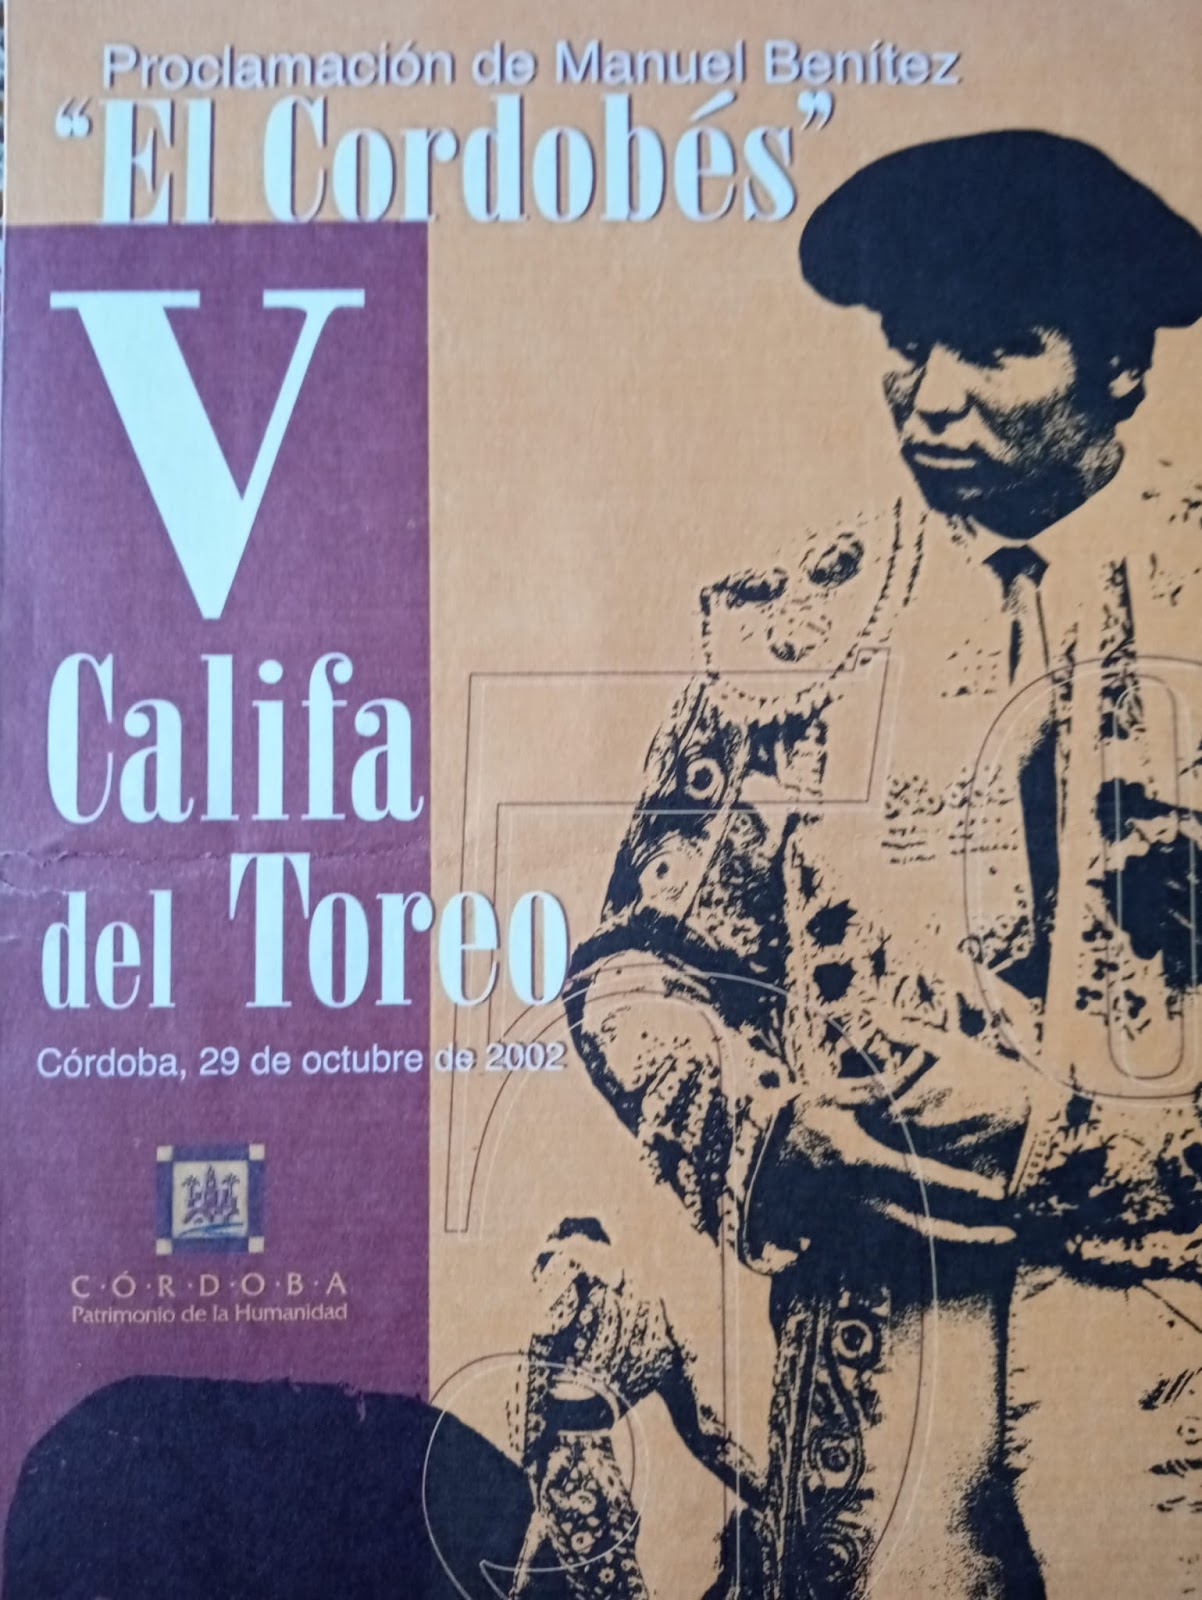 Proclamación de Manuel Benítez
“El Cordobés”
V
Califa
del Toreo
Córdoba, 29 de octubre de 2002
C·Ó·R·D·O·B·A
Patrimonio de la Humanidad